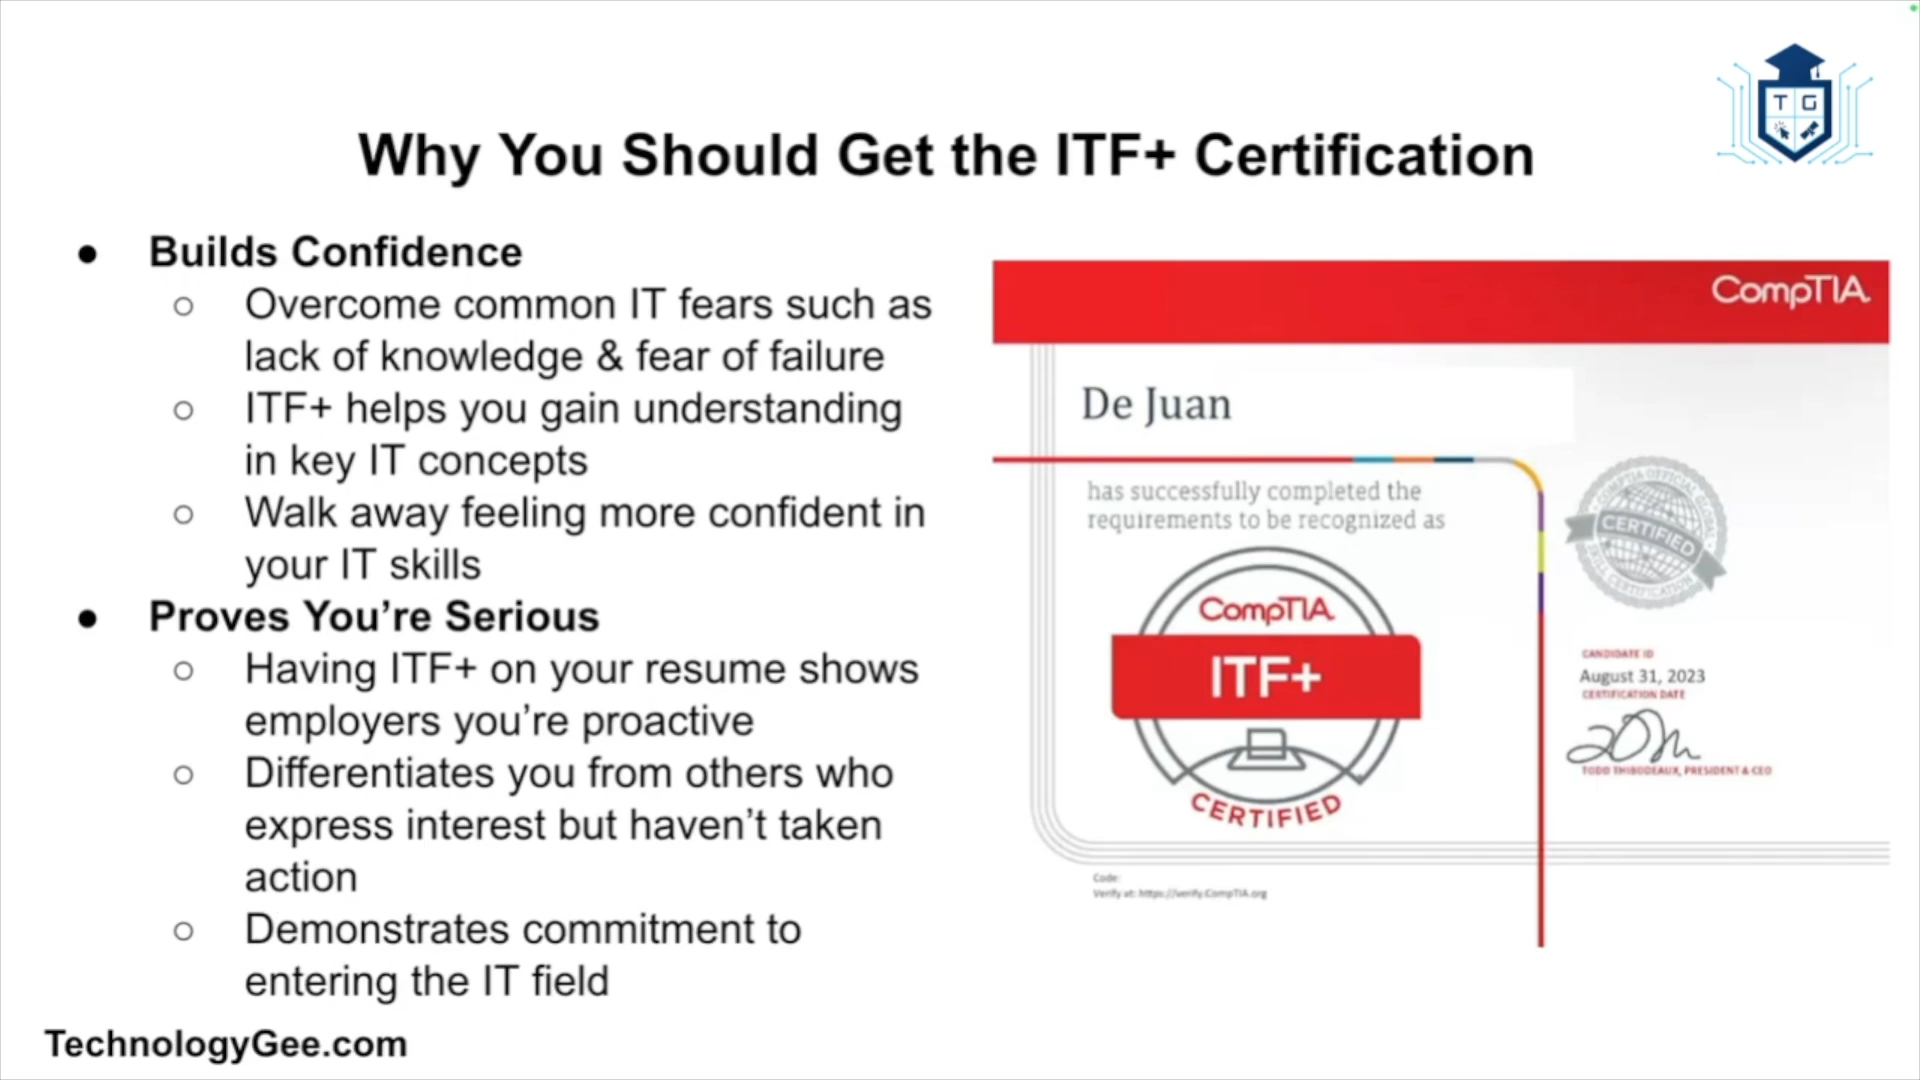 T G
Why You Should Get the ITF+ Certification
● Builds Confidence
○ Overcome common IT fears such as
lack of knowledge & fear of failure
○ ITF+ helps you gain understanding
in key IT concepts
○ Walk away feeling more confident in
your IT skills
● Proves You’re Serious
○ Having ITF+ on your resume shows
employers you’re proactive
○ Differentiates you from others who
express interest but haven’t taken
action
○ Demonstrates commitment to
entering the IT field
TechnologyGee.com
CompTIA
De Juan
has successfully completed the
requirements to be recognized as
CompTIA
ITF+
CERTIFIED
COMPTIA OFFICIAL GLOBAL
CERTIFIED
SKILL CERTIFICATION
CANDIDATE ID
August 31, 2023
CERTIFICATION DATE
TODD THIBODEAUX, PRESIDENT & CEO
Code:
Verify at: https://verify.CompTIA.org